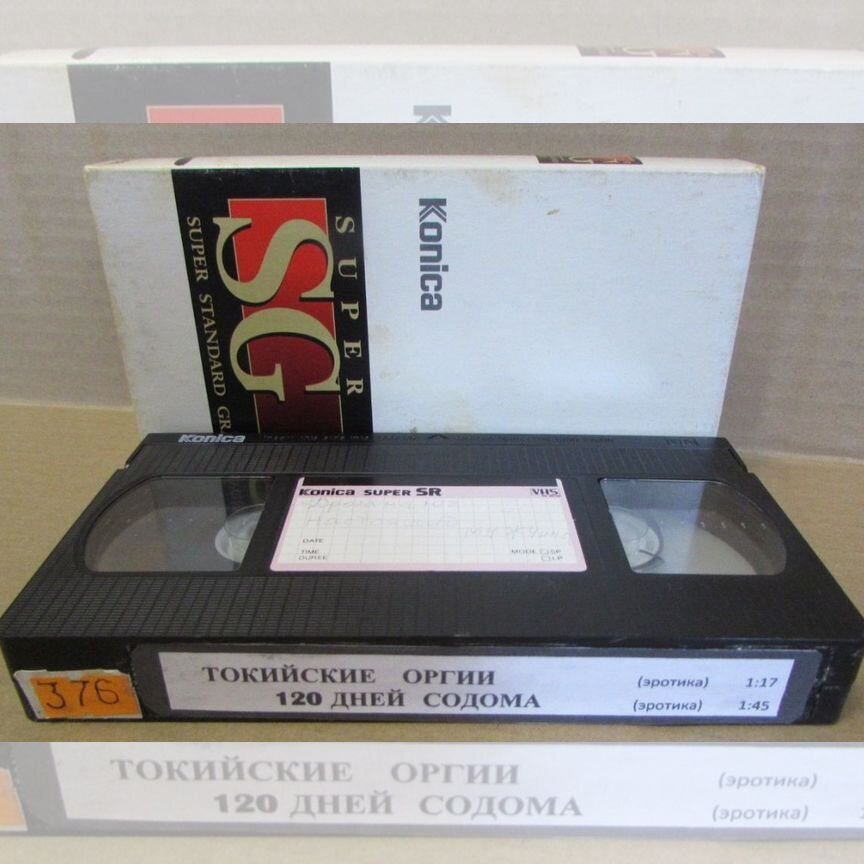 Konica
SUPER
SG
SUPER STANDARD GR
Konica
Konica SUPER SR
VHS
DATE
TIME
DUREE
MODE SP
LP
376
ТОКИЙСКИЕ ОРГИИ (эротика) 1:17
120 ДНЕЙ СОДОМА (эротика) 1:45
ТОКИЙСКИЕ ОРГИИ (эротика)
120 ДНЕЙ СОДОМА (эротика)